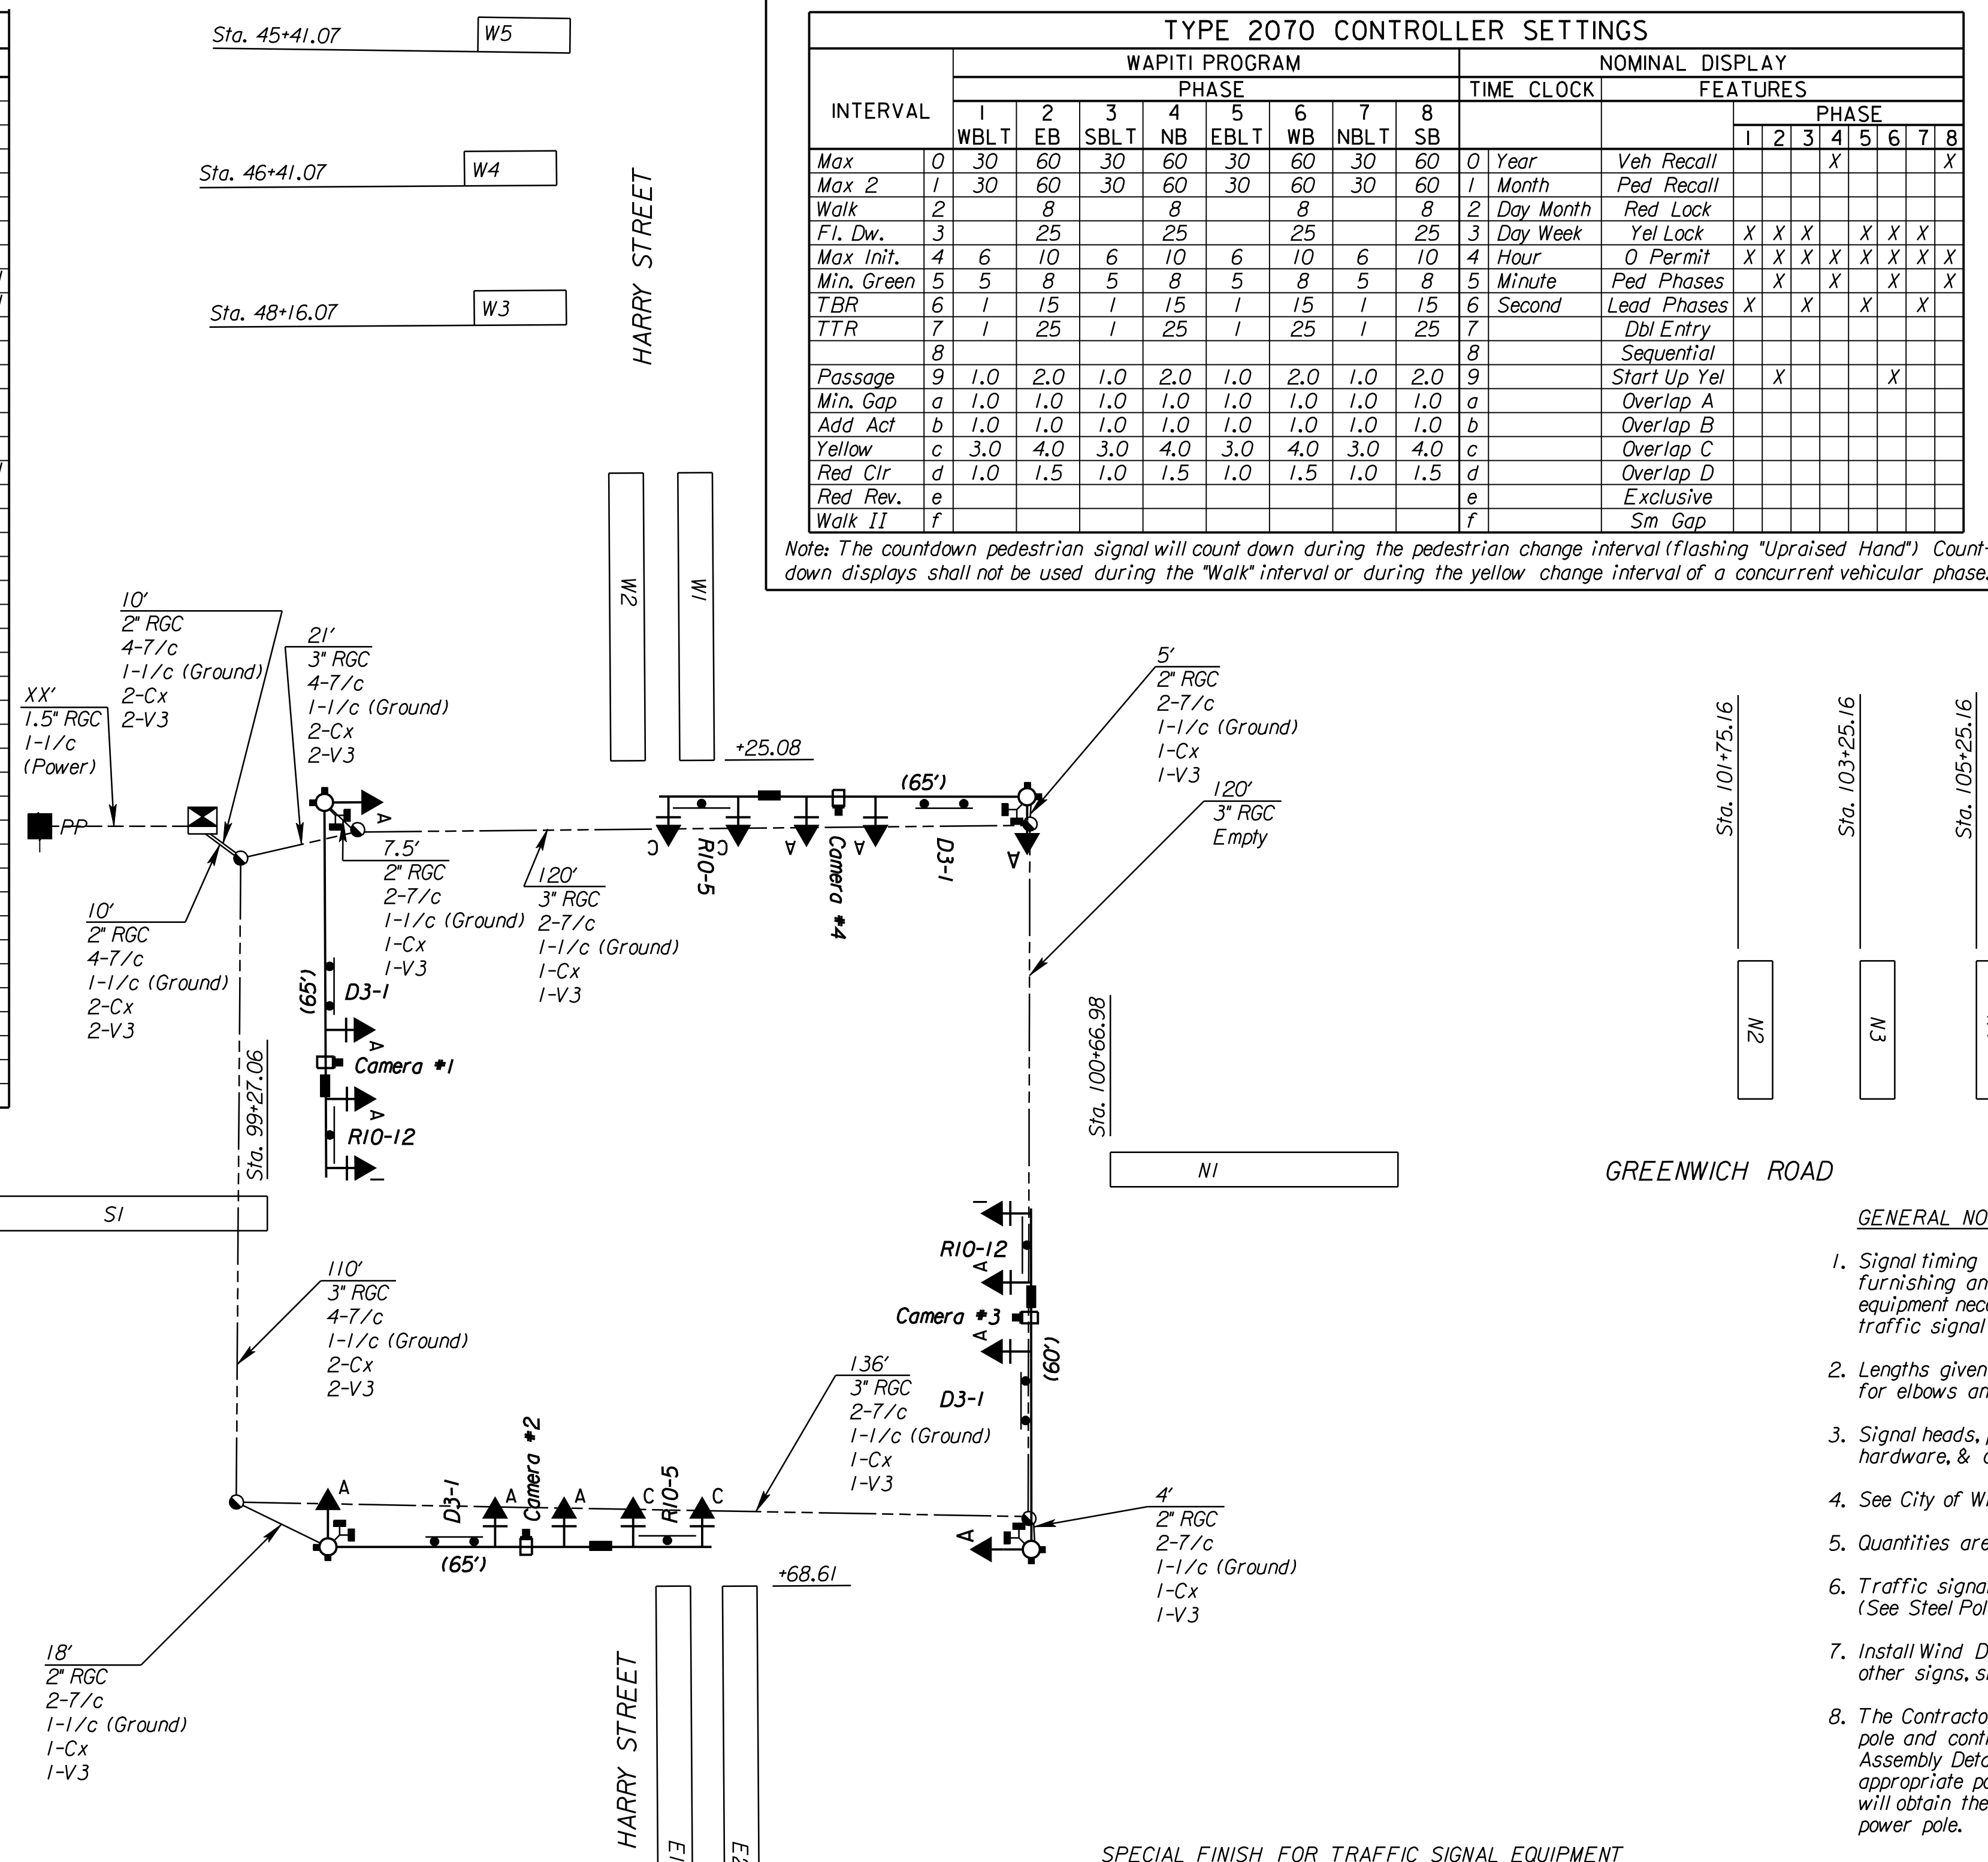 Sta. 45+41.07
W5
Sta. 46+41.07
W4
Sta. 48+16.07
W3
HARRY STREET
TYPE 2070 CONTROLLER SETTINGS
WAPITI PROGRAM NOMINAL DISPLAY
INTERVAL PHASE TIME CLOCK FEATURES
1 2 3 4 5 6 7 8 PHASE
WBLT EB SBLT NB EBLT WB NBLT SB 1 2 3 4 5 6 7 8
Max 0 30 60 30 60 30 60 30 60 0 Year Veh Recall X X
Max 2 1 30 60 30 60 30 60 30 60 1 Month Ped Recall
Walk 2 8 8 8 8 2 Day Month Red Lock
Fl. Dw. 3 25 25 25 25 3 Day Week Yel Lock X X X X X X
Max Init. 4 6 10 6 10 6 10 6 10 4 Hour O Permit X X X X X X X X
Min. Green 5 5 8 5 8 5 8 5 8 5 Minute Ped Phases X X X X
TBR 6 1 15 1 15 1 15 1 15 6 Second Lead Phases X X X X
TTR 7 1 25 1 25 1 25 1 25 7 Dbl Entry
8 8 Sequential
Passage 9 1.0 2.0 1.0 2.0 1.0 2.0 1.0 2.0 9 Start Up Yel X X
Min. Gap a 1.0 1.0 1.0 1.0 1.0 1.0 1.0 1.0 a Overlap A
Add Act b 1.0 1.0 1.0 1.0 1.0 1.0 1.0 1.0 b Overlap B
Yellow c 3.0 4.0 3.0 4.0 3.0 4.0 3.0 4.0 c Overlap C
Red Clr d 1.0 1.5 1.0 1.5 1.0 1.5 1.0 1.5 d Overlap D
Red Rev. e e Exclusive
Walk II f f Sm Gap
Note: The countdown pedestrian signal will count down during the pedestrian change interval (flashing "Upraised Hand") Count-
down displays shall not be used during the "Walk" interval or during the yellow change interval of a concurrent vehicular phase.
W2
W1
10'
2" RGC
4-7/c
1-1/c (Ground)
2-Cx
2-V3
21'
3" RGC
4-7/c
1-1/c (Ground)
2-Cx
2-V3
XX'
1.5" RGC
1-1/c
(Power)
PP
5'
2" RGC
2-7/c
1-1/c (Ground)
1-Cx
1-V3
120'
3" RGC
Empty
+25.08
(65')
A
C
R10-5
C
A
Camera #4
A
D3-1
A
7.5'
2" RGC
2-7/c
1-1/c (Ground)
1-Cx
1-V3
120'
3" RGC
2-7/c
1-1/c (Ground)
1-Cx
1-V3
10'
2" RGC
4-7/c
1-1/c (Ground)
2-Cx
2-V3
(65')
D3-1
A
Camera #1
A
R10-12
I
Sta. 99+27.06
S1
Sta. 100+66.98
N1
Sta. 101+75.16
Sta. 103+25.16
Sta. 105+25.16
N2
N3
GREENWICH ROAD
I
R10-12
A
Camera #3
A
(60')
D3-1
110'
3" RGC
4-7/c
1-1/c (Ground)
2-Cx
2-V3
136'
3" RGC
2-7/c
1-1/c (Ground)
1-Cx
1-V3
A
D3-1
A
Camera #2
A
C
R10-5
C
(65')
A
4'
2" RGC
2-7/c
1-1/c (Ground)
1-Cx
1-V3
+68.61
18'
2" RGC
2-7/c
1-1/c (Ground)
1-Cx
1-V3
HARRY STREET
E1
GENERAL NO
1. Signal timing
furnishing an
equipment nec
traffic signal
2. Lengths given
for elbows an
3. Signal heads,
hardware, &
4. See City of W
5. Quantities are
6. Traffic signa
(See Steel Pol
7. Install Wind D
other signs, s
8. The Contracto
pole and cont
Assembly Deta
appropriate po
will obtain the
power pole.
SPECIAL FINISH FOR TRAFFIC SIGNAL EQUIPMENT